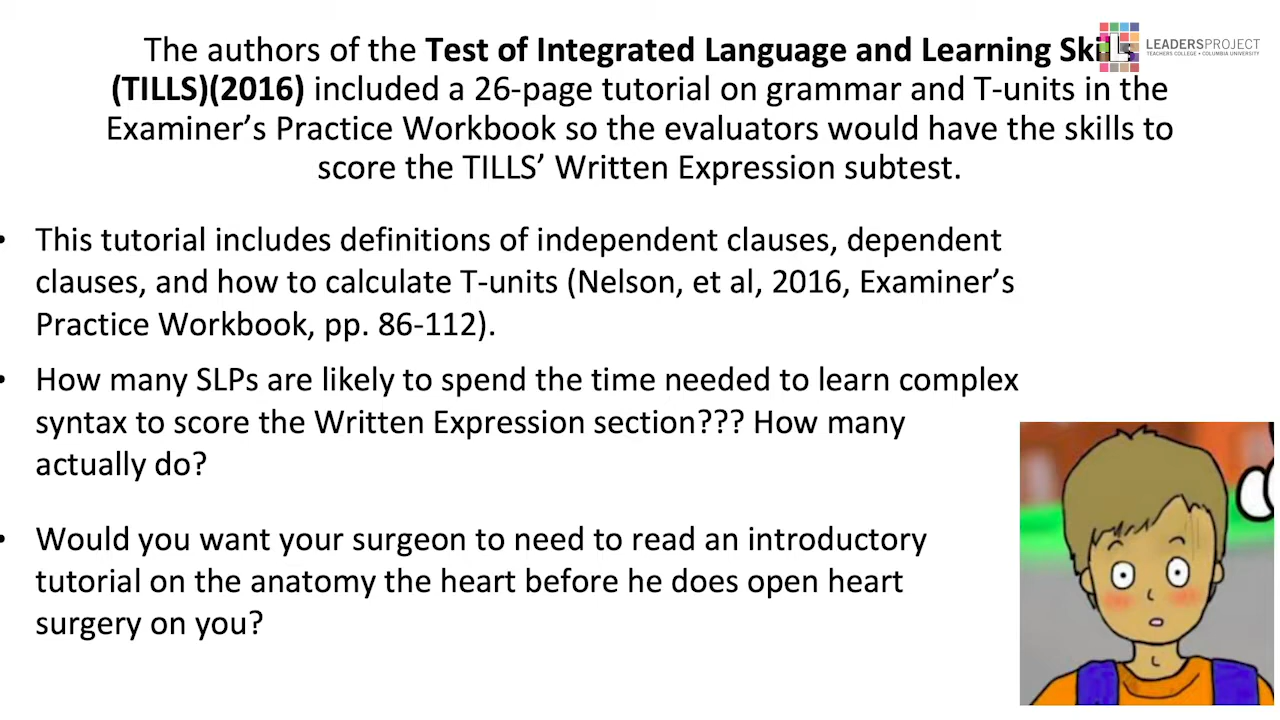 The authors of the Test of Integrated Language and Learning Skills
(TILLS)(2016) included a 26-page tutorial on grammar and T-units in the
Examiner’s Practice Workbook so the evaluators would have the skills to
score the TILLS’ Written Expression subtest.
LEADERSPROJECT
TEACHERS COLLEGE • COLUMBIA UNIVERSITY
• This tutorial includes definitions of independent clauses, dependent
clauses, and how to calculate T-units (Nelson, et al, 2016, Examiner’s
Practice Workbook, pp. 86-112).
• How many SLPs are likely to spend the time needed to learn complex
syntax to score the Written Expression section??? How many
actually do?
• Would you want your surgeon to need to read an introductory
tutorial on the anatomy the heart before he does open heart
surgery on you?